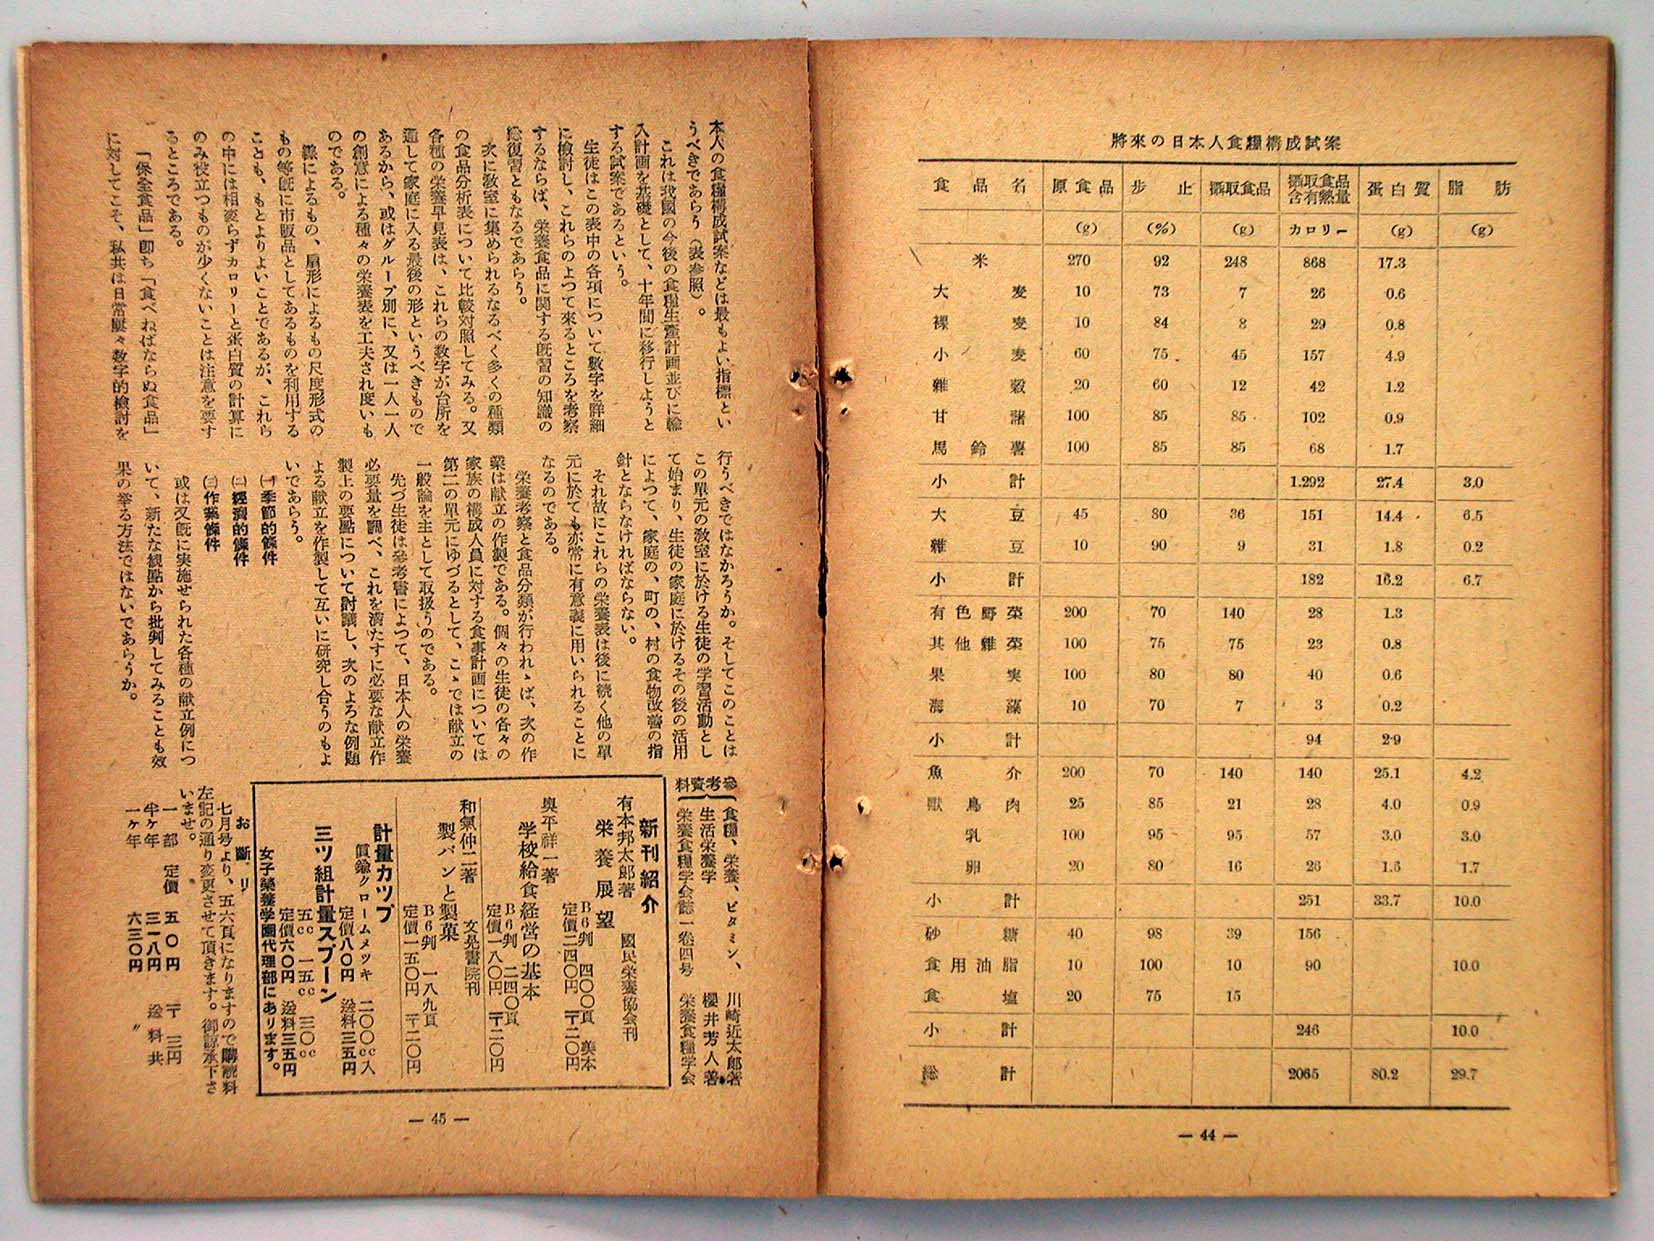 將來の日本人食糧構成試案
食品名 原食品 步止 攝取食品 攝取食品含有熱量 蛋白質 脂肪
(g) (%) (g) カロリー (g) (g)
米 270 92 248 868 17.3
大麦 10 73 7 26 0.6
裸麦 10 84 8 29 0.8
小麦 60 75 45 157 4.9
雜穀 20 60 12 42 1.2
甘藷 100 85 85 102 0.9
馬鈴薯 100 85 85 68 1.7
小計 1.292 27.4 3.0
大豆 45 80 36 151 14.4 6.5
雜豆 10 90 9 31 1.8 0.2
小計 182 16.2 6.7
有色野菜 200 70 140 28 1.3
其他雜菜 100 75 75 23 0.8
果実 100 80 80 40 0.6
海藻 10 70 7 3 0.2
小計 94 2.9
魚介 200 70 140 140 25.1 4.2
獣鳥肉 25 85 21 28 4.0 0.9
乳 100 95 95 57 3.0 3.0
卵 20 80 16 26 1.6 1.7
小計 251 33.7 10.0
砂糖 40 98 39 156
食用油脂 10 100 10 90 10.0
食塩 20 75 15
小計 246 10.0
総計 2065 80.2 29.7
― 44 ―
本人の食糧構成試案などは最もよい指標とい
うべきであらう(表参照)。
これは我國の今後の食糧生產計画並びに輸
入計画を基礎として、十年間に移行しようと
する試案であるという。
生徒はこの表中の各項について數字を詳細
に檢討し、これらのよつて來るところを考察
するならば、栄養食品に関する既習の知識の
総復習ともなるであらう。
次に敎室に集められるなるべく多くの種類
の食品分析表について比較対照してみる。又
各種の栄養早見表は、これらの数字が台所を
通して家庭に入る最後の形というべきもので
あるから、或はグループ別に、又は一人一人
の創意による種々の栄養表を工夫され度いも
のである。
線によるもの、扇形によるもの尺度形式の
もの等既に市販品としてあるものを利用する
ことも、もとよりよいことであるが、これら
の中には相変らずカロリーと蛋白質の計算に
のみ役立つものが少くないことは注意を要す
るところである。
「保全食品」卽ち「食べねばならぬ食品」
に対してこそ、私共は日常屢々数字的檢討を
行うべきではなかろうか。そしてこのことは
この單元の敎室に於ける生徒の学習活動とし
て始まり、生徒の家庭に於けるその後の活用
によつて、家庭の、町の、村の食物改善の指
針とならなければならない。
それ故にこれらの栄養表は後に続く他の單
元に於ても亦常に有意義に用いられることに
なるのである。
栄養考察と食品分類が行われゝば、次の作
業は献立の作製である。個々の生徒の各々の
家族の構成人員に対する食事計画については
第二の單元にゆづるとして、こゝでは献立の
一般論を主として取扱うのである。
先づ生徒は參考書によつて、日本人の栄養
必要量を調べ、これを満たすに必要な献立作
製上の要點について討議し、次のような例題
による献立を作製して互いに研究し合うのもよ
いであらう。
(一)季節的條件
(二)經濟的條件
(三)作業條件
或は又既に実施せられた各種の献立例につ
いて、新たな観點から批判してみることも效
果の挙る方法ではないであらうか。
參考資料
食糧、栄養、ビタミン、 川崎近太郞著
生活栄養学 櫻井芳人著
栄養食糧学会誌一卷四号 栄養食糧学会
新刊紹介
有本邦太郞著 國民栄養協会刊
栄養展望
B6判 四〇〇頁 美本
定價二四〇円 〒二〇円
奥平祥一著
学校給食経営の基本
B6判 二四〇頁
定價一八〇円 〒二〇円
和氣仲二著 文晃書院刊
製パンと製菓
B6判 一八九頁
定價一五〇円 〒二〇円
計量カツプ
眞鍮クロームメツキ 二〇〇cc入
定價八〇円 送料三五円
三ツ組計量スプーン
五cc 一五cc 三〇cc
定價六〇円 送料三五円
女子栄養学園代理部にあります。
お斷り
七月号より、五六頁になりますので購読料
左記の通り変更させて頂きます。御諒承下さ
いませ。
一部 定價 五〇円 〒三円
半ヶ年 三一八円 送料共
一ヶ年 六三〇円 〃
― 45 ―